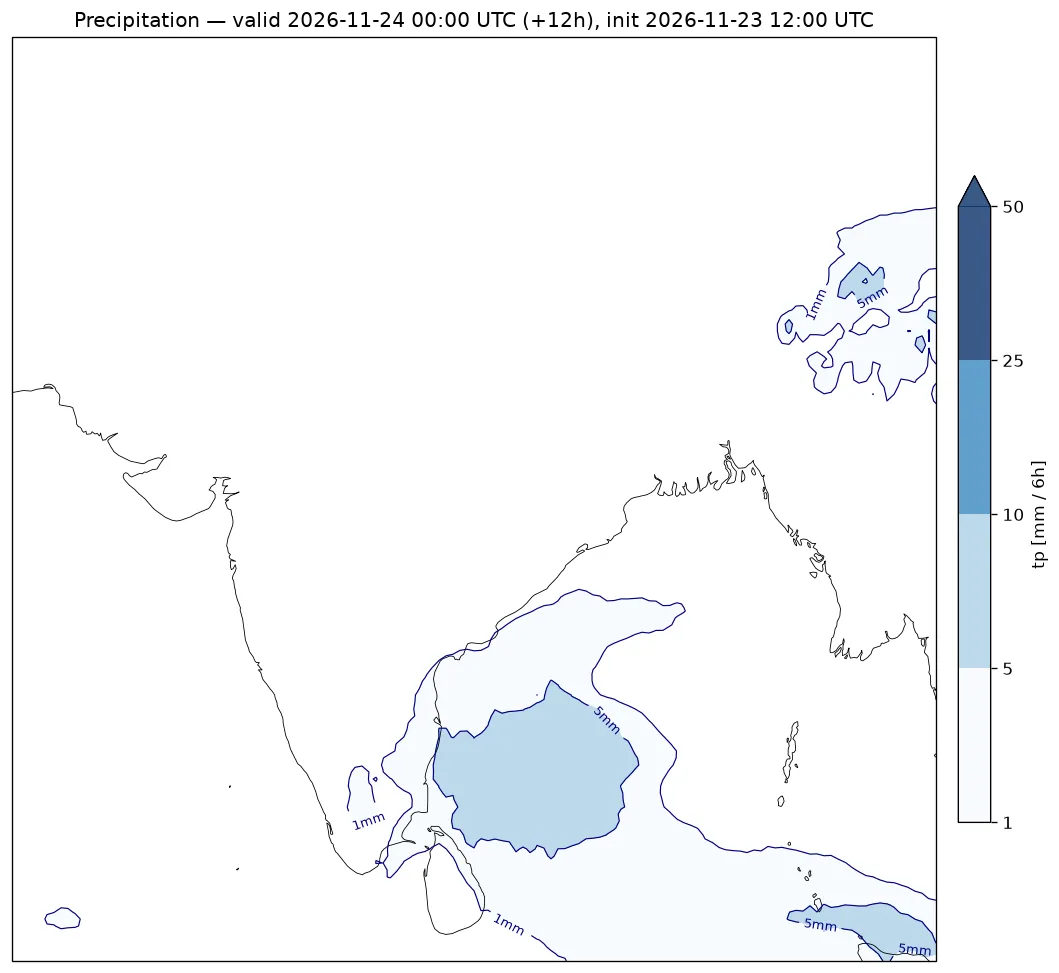 Precipitation — valid 2026-11-24 00:00 UTC (+12h), init 2026-11-23 12:00 UTC
50
25
10
5
1
tp [mm / 6h]
1mm
5mm
5mm
1mm
1mm
5mm
5mm